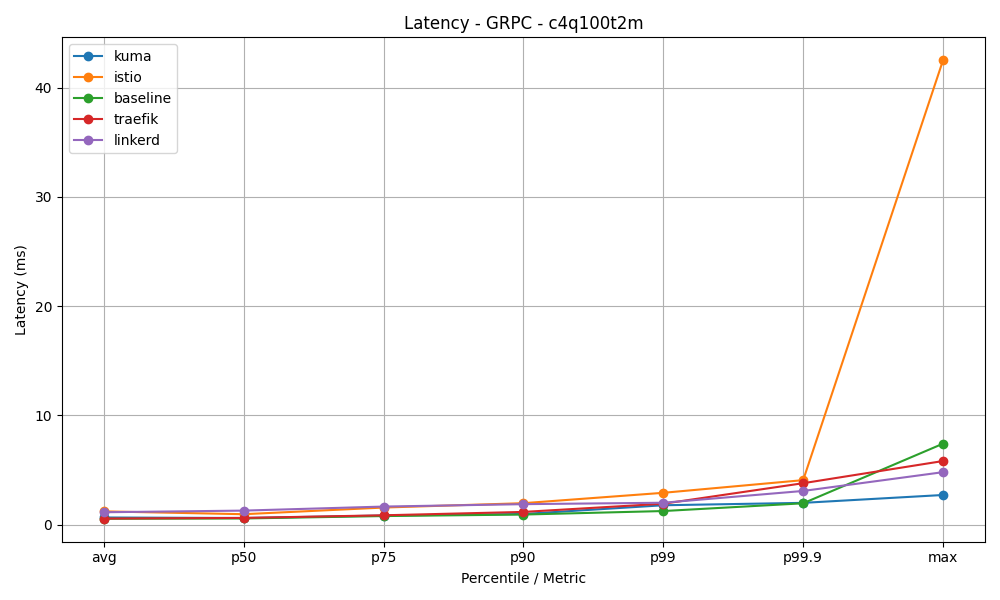 Latency - GRPC - c4q100t2m
kuma
istio
baseline
traefik
linkerd
Latency (ms)
40
30
20
10
0
avg p50 p75 p90 p99 p99.9 max
Percentile / Metric